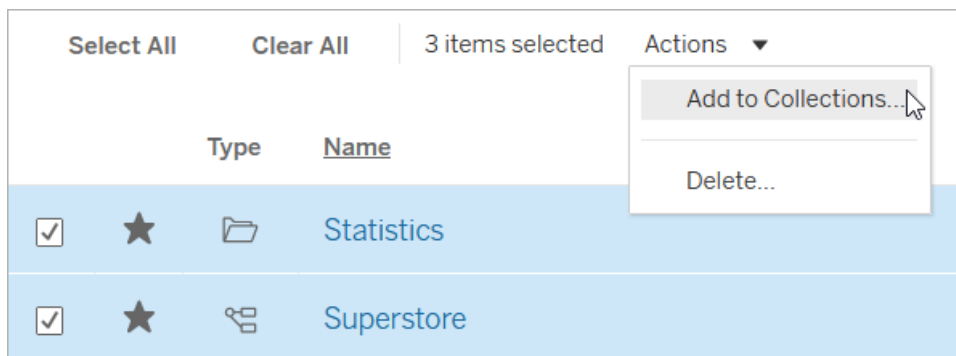 Select All Clear All 3 items selected Actions
Add to Collections...
Type Name
Delete...
Statistics
Superstore